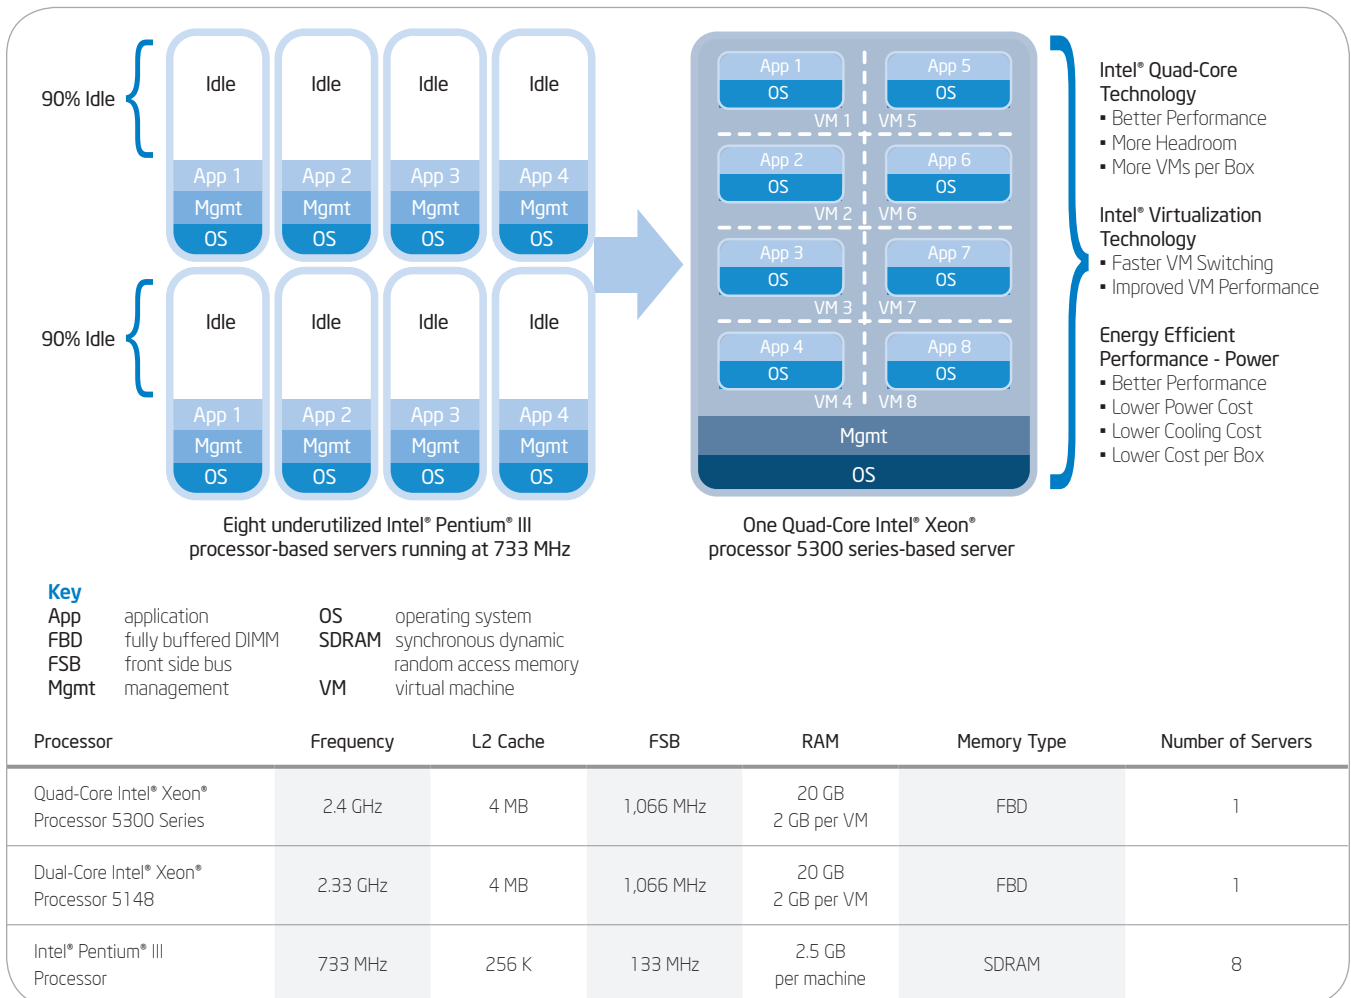 90% Idle
Idle Idle Idle Idle
App 1 App 2 App 3 App 4
Mgmt Mgmt Mgmt Mgmt
OS OS OS OS
90% Idle
Idle Idle Idle Idle
App 1 App 2 App 3 App 4
Mgmt Mgmt Mgmt Mgmt
OS OS OS OS
Eight underutilized Intel® Pentium® III
processor-based servers running at 733 MHz
App 1 App 5
OS OS
VM 1 VM 5
App 2 App 6
OS OS
VM 2 VM 6
App 3 App 7
OS OS
VM 3 VM 7
App 4 App 8
OS OS
VM 4 VM 8
Mgmt
OS
One Quad-Core Intel® Xeon®
processor 5300 series-based server
Intel® Quad-Core
Technology
▪ Better Performance
▪ More Headroom
▪ More VMs per Box
Intel® Virtualization
Technology
▪ Faster VM Switching
▪ Improved VM Performance
Energy Efficient
Performance - Power
▪ Better Performance
▪ Lower Power Cost
▪ Lower Cooling Cost
▪ Lower Cost per Box
Key
App application OS operating system
FBD fully buffered DIMM SDRAM synchronous dynamic
FSB front side bus random access memory
Mgmt management VM virtual machine
Processor Frequency L2 Cache FSB RAM Memory Type Number of Servers
Quad-Core Intel® Xeon®
Processor 5300 Series 2.4 GHz 4 MB 1,066 MHz 20 GB
2 GB per VM FBD 1
Dual-Core Intel® Xeon®
Processor 5148 2.33 GHz 4 MB 1,066 MHz 20 GB
2 GB per VM FBD 1
Intel® Pentium® III
Processor 733 MHz 256 K 133 MHz 2.5 GB
per machine SDRAM 8